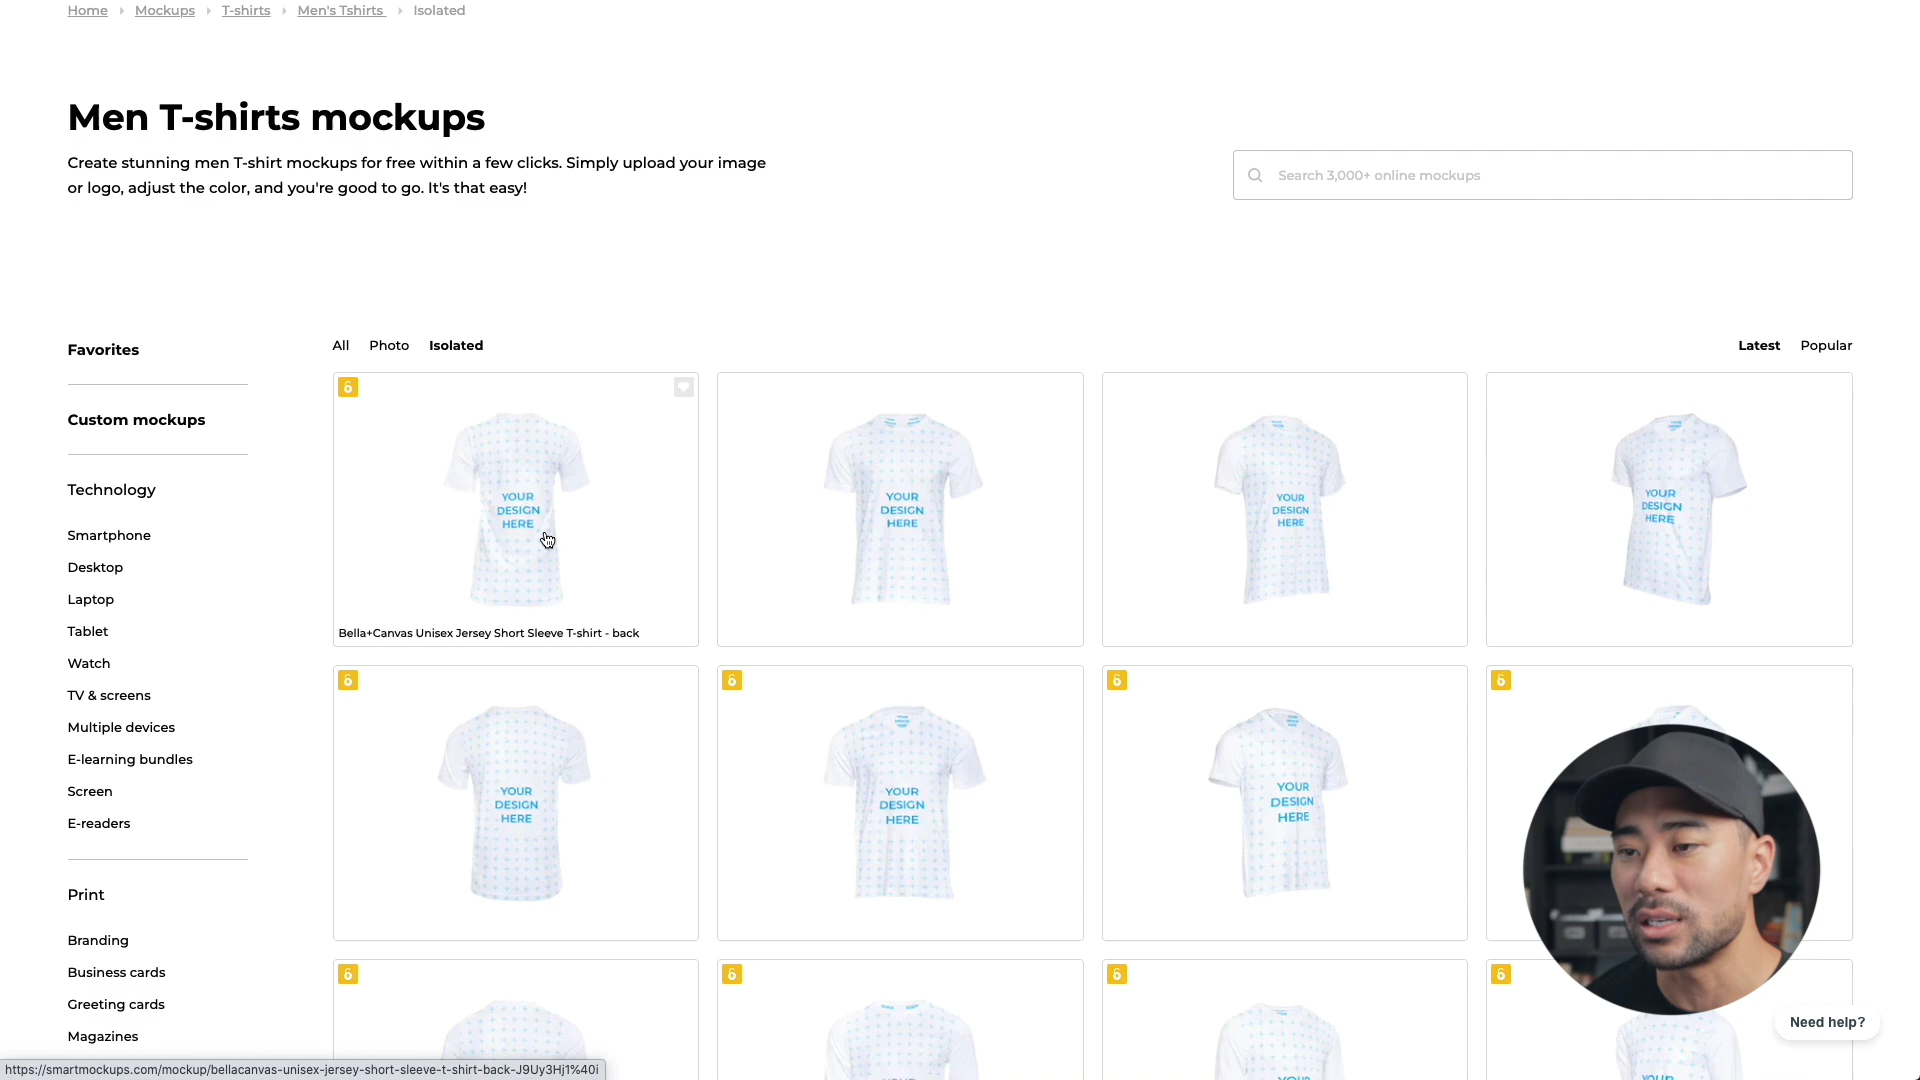 Home Mockups T-shirts Men's Tshirts Isolated
Men T-shirts mockups
Create stunning men T-shirt mockups for free within a few clicks. Simply upload your image
or logo, adjust the color, and you're good to go. It's that easy!
Search 3,000+ online mockups
Favorites
Custom mockups
Technology
Smartphone
Desktop
Laptop
Tablet
Watch
TV & screens
Multiple devices
E-learning bundles
Screen
E-readers
Print
Branding
Business cards
Greeting cards
Magazines
All Photo Isolated
Latest Popular
YOUR
DESIGN
HERE
Bella+Canvas Unisex Jersey Short Sleeve T-shirt - back
YOUR
DESIGN
HERE
YOUR
DESIGN
HERE
YOUR
DESIGN
HERE
YOUR
DESIGN
HERE
YOUR
DESIGN
HERE
YOUR
DESIGN
HERE
Need help?
https://smartmockups.com/mockup/bellacanvas-unisex-jersey-short-sleeve-t-shirt-back-J9Uy3Hj1%40i